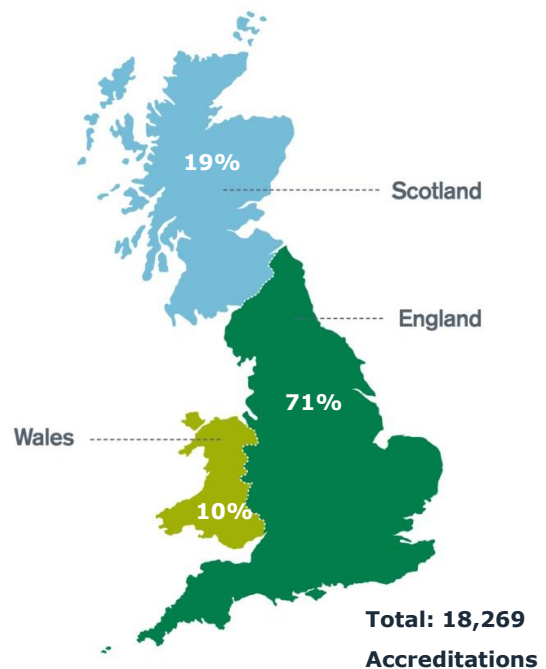 19%
Scotland
England
71%
Wales
10%
Total: 18,269
Accreditations